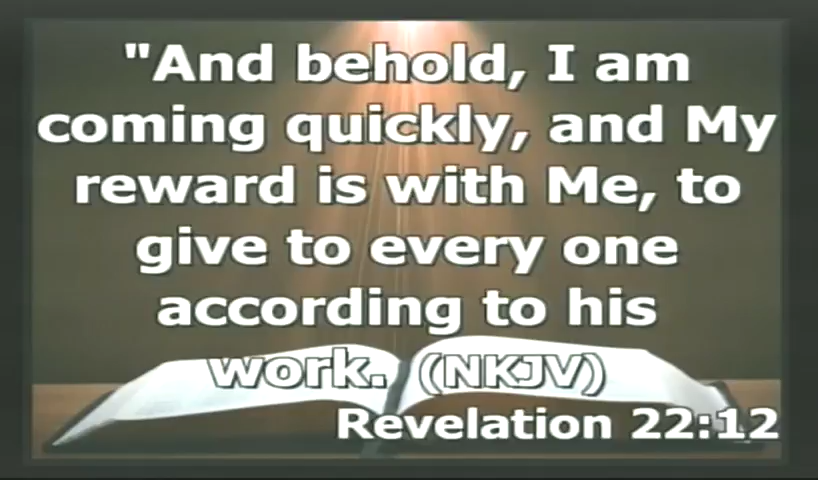 "And behold, I am
coming quickly, and My
reward is with Me, to
give to every one
according to his
work. (NKJV)
Revelation 22:12